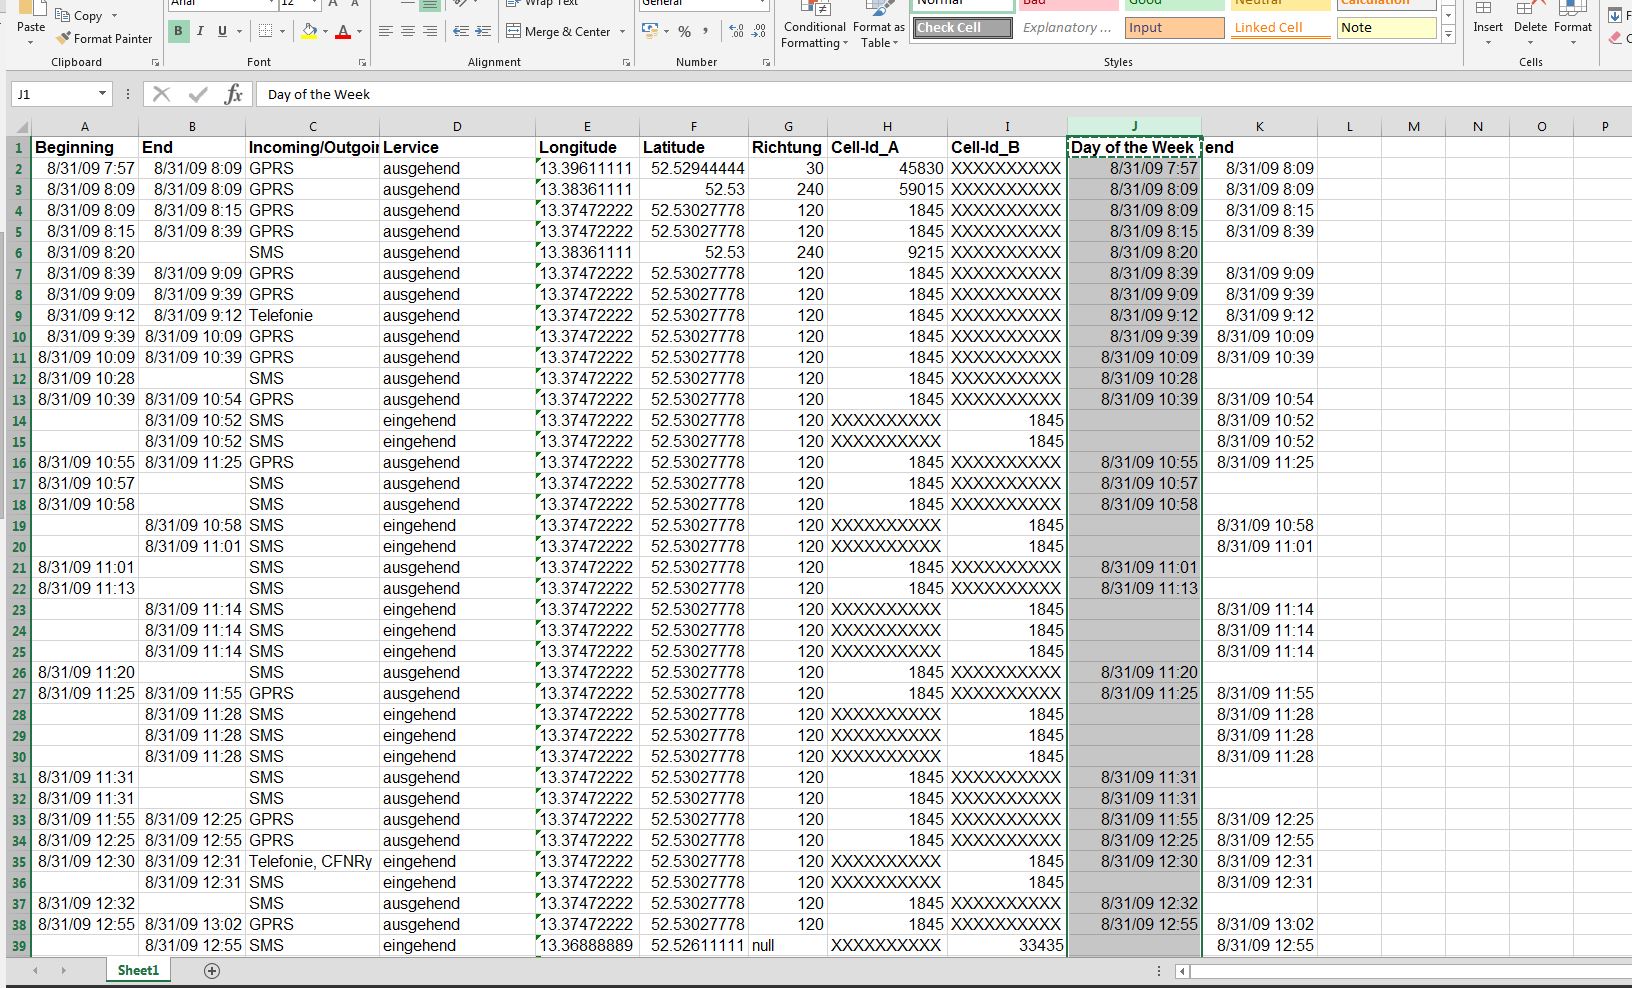 Arial 12 A A Wrap Text General Normal Bad Good Neutral Calculation
Paste Copy Format Painter B I U A Merge & Center % , Conditional Formatting Format as Table Check Cell Explanatory ... Input Linked Cell Note Insert Delete Format
Clipboard Font Alignment Number Styles Cells
J1 fx Day of the Week
A B C D E F G H I J K L M N O P
1 Beginning End Incoming/Outgoi Lervice Longitude Latitude Richtung Cell-Id_A Cell-Id_B Day of the Week end
2 8/31/09 7:57 8/31/09 8:09 GPRS ausgehend 13.39611111 52.52944444 30 45830 XXXXXXXXXX 8/31/09 7:57 8/31/09 8:09
3 8/31/09 8:09 8/31/09 8:09 GPRS ausgehend 13.38361111 52.53 240 59015 XXXXXXXXXX 8/31/09 8:09 8/31/09 8:09
4 8/31/09 8:09 8/31/09 8:15 GPRS ausgehend 13.37472222 52.53027778 120 1845 XXXXXXXXXX 8/31/09 8:09 8/31/09 8:15
5 8/31/09 8:15 8/31/09 8:39 GPRS ausgehend 13.37472222 52.53027778 120 1845 XXXXXXXXXX 8/31/09 8:15 8/31/09 8:39
6 8/31/09 8:20 SMS ausgehend 13.38361111 52.53 240 9215 XXXXXXXXXX 8/31/09 8:20
7 8/31/09 8:39 8/31/09 9:09 GPRS ausgehend 13.37472222 52.53027778 120 1845 XXXXXXXXXX 8/31/09 8:39 8/31/09 9:09
8 8/31/09 9:09 8/31/09 9:39 GPRS ausgehend 13.37472222 52.53027778 120 1845 XXXXXXXXXX 8/31/09 9:09 8/31/09 9:39
9 8/31/09 9:12 8/31/09 9:12 Telefonie ausgehend 13.37472222 52.53027778 120 1845 XXXXXXXXXX 8/31/09 9:12 8/31/09 9:12
10 8/31/09 9:39 8/31/09 10:09 GPRS ausgehend 13.37472222 52.53027778 120 1845 XXXXXXXXXX 8/31/09 9:39 8/31/09 10:09
11 8/31/09 10:09 8/31/09 10:39 GPRS ausgehend 13.37472222 52.53027778 120 1845 XXXXXXXXXX 8/31/09 10:09 8/31/09 10:39
12 8/31/09 10:28 SMS ausgehend 13.37472222 52.53027778 120 1845 XXXXXXXXXX 8/31/09 10:28
13 8/31/09 10:39 8/31/09 10:54 GPRS ausgehend 13.37472222 52.53027778 120 1845 XXXXXXXXXX 8/31/09 10:39 8/31/09 10:54
14 8/31/09 10:52 SMS eingehend 13.37472222 52.53027778 120 XXXXXXXXXX 1845 8/31/09 10:52
15 8/31/09 10:52 SMS eingehend 13.37472222 52.53027778 120 XXXXXXXXXX 1845 8/31/09 10:52
16 8/31/09 10:55 8/31/09 11:25 GPRS ausgehend 13.37472222 52.53027778 120 1845 XXXXXXXXXX 8/31/09 10:55 8/31/09 11:25
17 8/31/09 10:57 SMS ausgehend 13.37472222 52.53027778 120 1845 XXXXXXXXXX 8/31/09 10:57
18 8/31/09 10:58 SMS ausgehend 13.37472222 52.53027778 120 1845 XXXXXXXXXX 8/31/09 10:58
19 8/31/09 10:58 SMS eingehend 13.37472222 52.53027778 120 XXXXXXXXXX 1845 8/31/09 10:58
20 8/31/09 11:01 SMS eingehend 13.37472222 52.53027778 120 XXXXXXXXXX 1845 8/31/09 11:01
21 8/31/09 11:01 SMS ausgehend 13.37472222 52.53027778 120 1845 XXXXXXXXXX 8/31/09 11:01
22 8/31/09 11:13 SMS ausgehend 13.37472222 52.53027778 120 1845 XXXXXXXXXX 8/31/09 11:13
23 8/31/09 11:14 SMS eingehend 13.37472222 52.53027778 120 XXXXXXXXXX 1845 8/31/09 11:14
24 8/31/09 11:14 SMS eingehend 13.37472222 52.53027778 120 XXXXXXXXXX 1845 8/31/09 11:14
25 8/31/09 11:14 SMS eingehend 13.37472222 52.53027778 120 XXXXXXXXXX 1845 8/31/09 11:14
26 8/31/09 11:20 SMS ausgehend 13.37472222 52.53027778 120 1845 XXXXXXXXXX 8/31/09 11:20
27 8/31/09 11:25 8/31/09 11:55 GPRS ausgehend 13.37472222 52.53027778 120 1845 XXXXXXXXXX 8/31/09 11:25 8/31/09 11:55
28 8/31/09 11:28 SMS eingehend 13.37472222 52.53027778 120 XXXXXXXXXX 1845 8/31/09 11:28
29 8/31/09 11:28 SMS eingehend 13.37472222 52.53027778 120 XXXXXXXXXX 1845 8/31/09 11:28
30 8/31/09 11:28 SMS eingehend 13.37472222 52.53027778 120 XXXXXXXXXX 1845 8/31/09 11:28
31 8/31/09 11:31 SMS ausgehend 13.37472222 52.53027778 120 1845 XXXXXXXXXX 8/31/09 11:31
32 8/31/09 11:31 SMS ausgehend 13.37472222 52.53027778 120 1845 XXXXXXXXXX 8/31/09 11:31
33 8/31/09 11:55 8/31/09 12:25 GPRS ausgehend 13.37472222 52.53027778 120 1845 XXXXXXXXXX 8/31/09 11:55 8/31/09 12:25
34 8/31/09 12:25 8/31/09 12:55 GPRS ausgehend 13.37472222 52.53027778 120 1845 XXXXXXXXXX 8/31/09 12:25 8/31/09 12:55
35 8/31/09 12:30 8/31/09 12:31 Telefonie, CFNRy eingehend 13.37472222 52.53027778 120 XXXXXXXXXX 1845 8/31/09 12:30 8/31/09 12:31
36 8/31/09 12:31 SMS eingehend 13.37472222 52.53027778 120 XXXXXXXXXX 1845 8/31/09 12:31
37 8/31/09 12:32 SMS ausgehend 13.37472222 52.53027778 120 1845 XXXXXXXXXX 8/31/09 12:32
38 8/31/09 12:55 8/31/09 13:02 GPRS ausgehend 13.37472222 52.53027778 120 1845 XXXXXXXXXX 8/31/09 12:55 8/31/09 13:02
39 8/31/09 12:55 SMS eingehend 13.36888889 52.52611111 null XXXXXXXXXX 33435 8/31/09 12:55
Sheet1